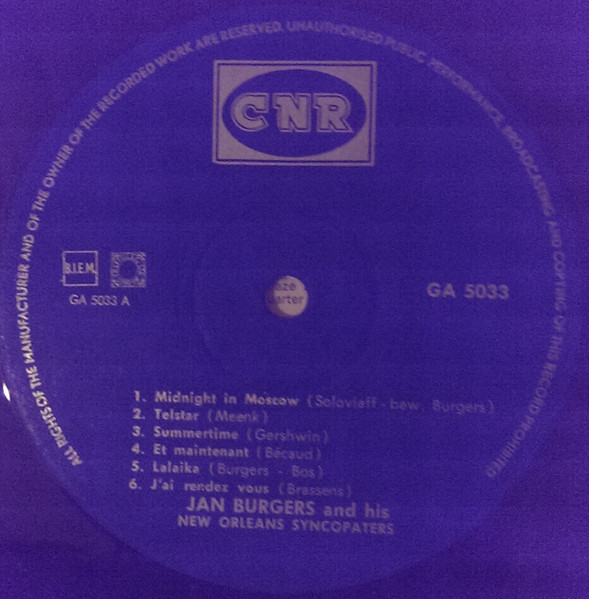 ALL RIGHTS OF THE MANUFACTURER AND OF THE OWNER OF THE RECORDED WORK ARE RESERVED. UNAUTHORISED PUBLIC PERFORMANCE, BROADCASTING AND COPYING OF THIS RECORD PROHIBITED
CNR
B.I.E.M.
GA 5033 A
GA 5033
1. Midnight in Moscow (Soloviaff - bew. Burgers)
2. Telstar (Meenk)
3. Summertime (Gershwin)
4. Et maintenant (Bécaud)
5. Lalaika (Burgers - Bos)
6. J'ai rendez vous (Brassens)
JAN BURGERS and his
NEW ORLEANS SYNCOPATERS